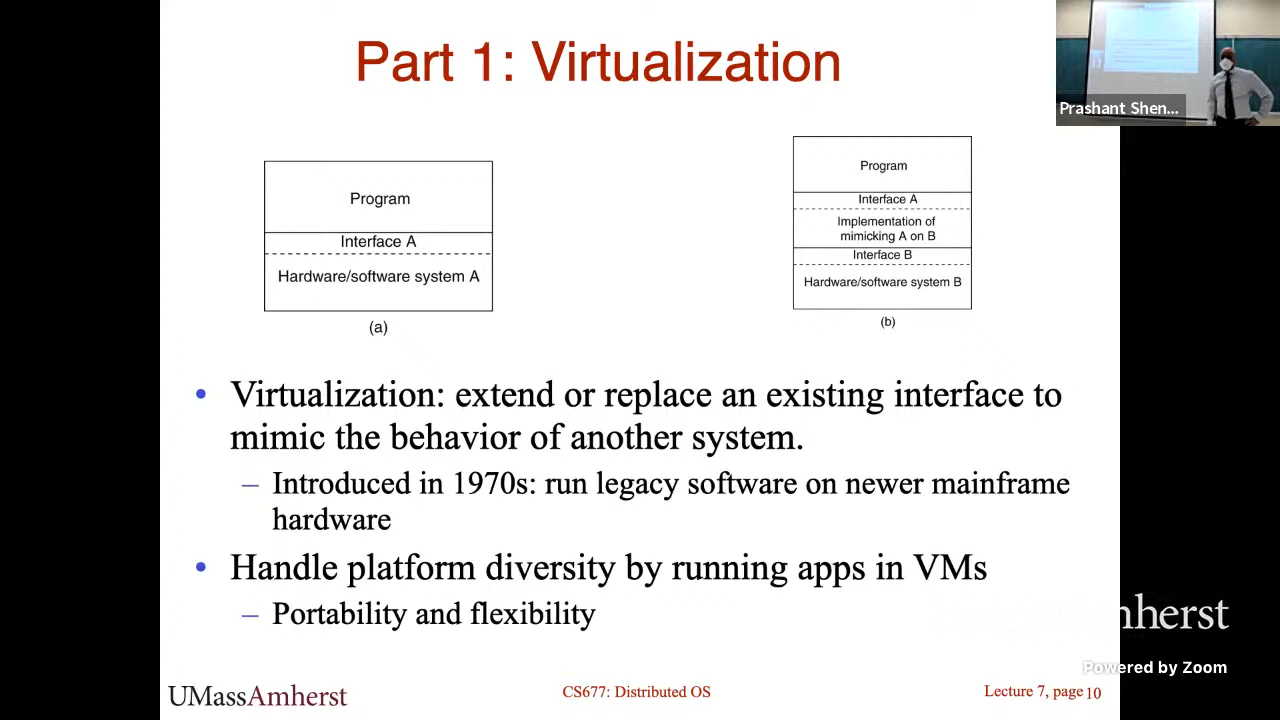 Part 1: Virtualization
Prashant Shen...
Program
Interface A
Hardware/software system A
(a)
Program
Interface A
Implementation of
mimicking A on B
Interface B
Hardware/software system B
(b)
• Virtualization: extend or replace an existing interface to
mimic the behavior of another system.
– Introduced in 1970s: run legacy software on newer mainframe
hardware
• Handle platform diversity by running apps in VMs
– Portability and flexibility
nherst
Powered by Zoom
UMassAmherst
CS677: Distributed OS
Lecture 7, page 10